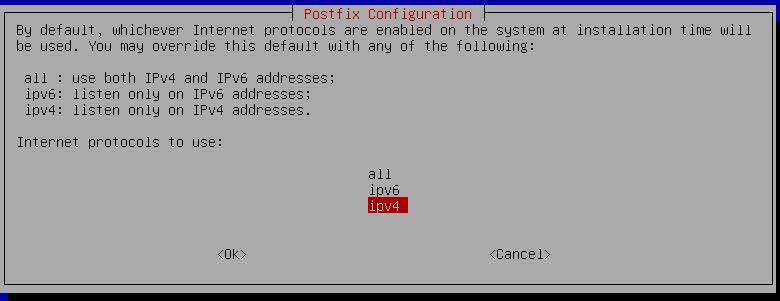 Postfix Configuration
By default, whichever Internet protocols are enabled on the system at installation time will
be used. You may override this default with any of the following:
all : use both IPv4 and IPv6 addresses;
ipv6: listen only on IPv6 addresses;
ipv4: listen only on IPv4 addresses.
Internet protocols to use:
all
ipv6
ipv4
<Ok> <Cancel>